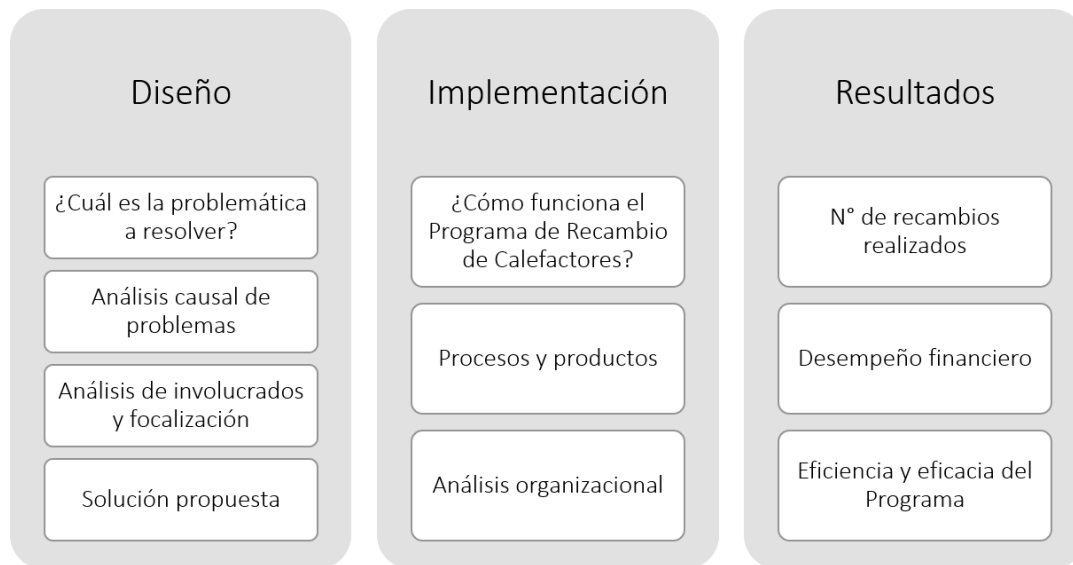 Diseño
¿Cuál es la problemática
a resolver?
Análisis causal de
problemas
Análisis de involucrados
y focalización
Solución propuesta
Implementación
¿Cómo funciona el
Programa de Recambio
de Calefactores?
Procesos y productos
Análisis organizacional
Resultados
N° de recambios
realizados
Desempeño financiero
Eficiencia y eficacia del
Programa